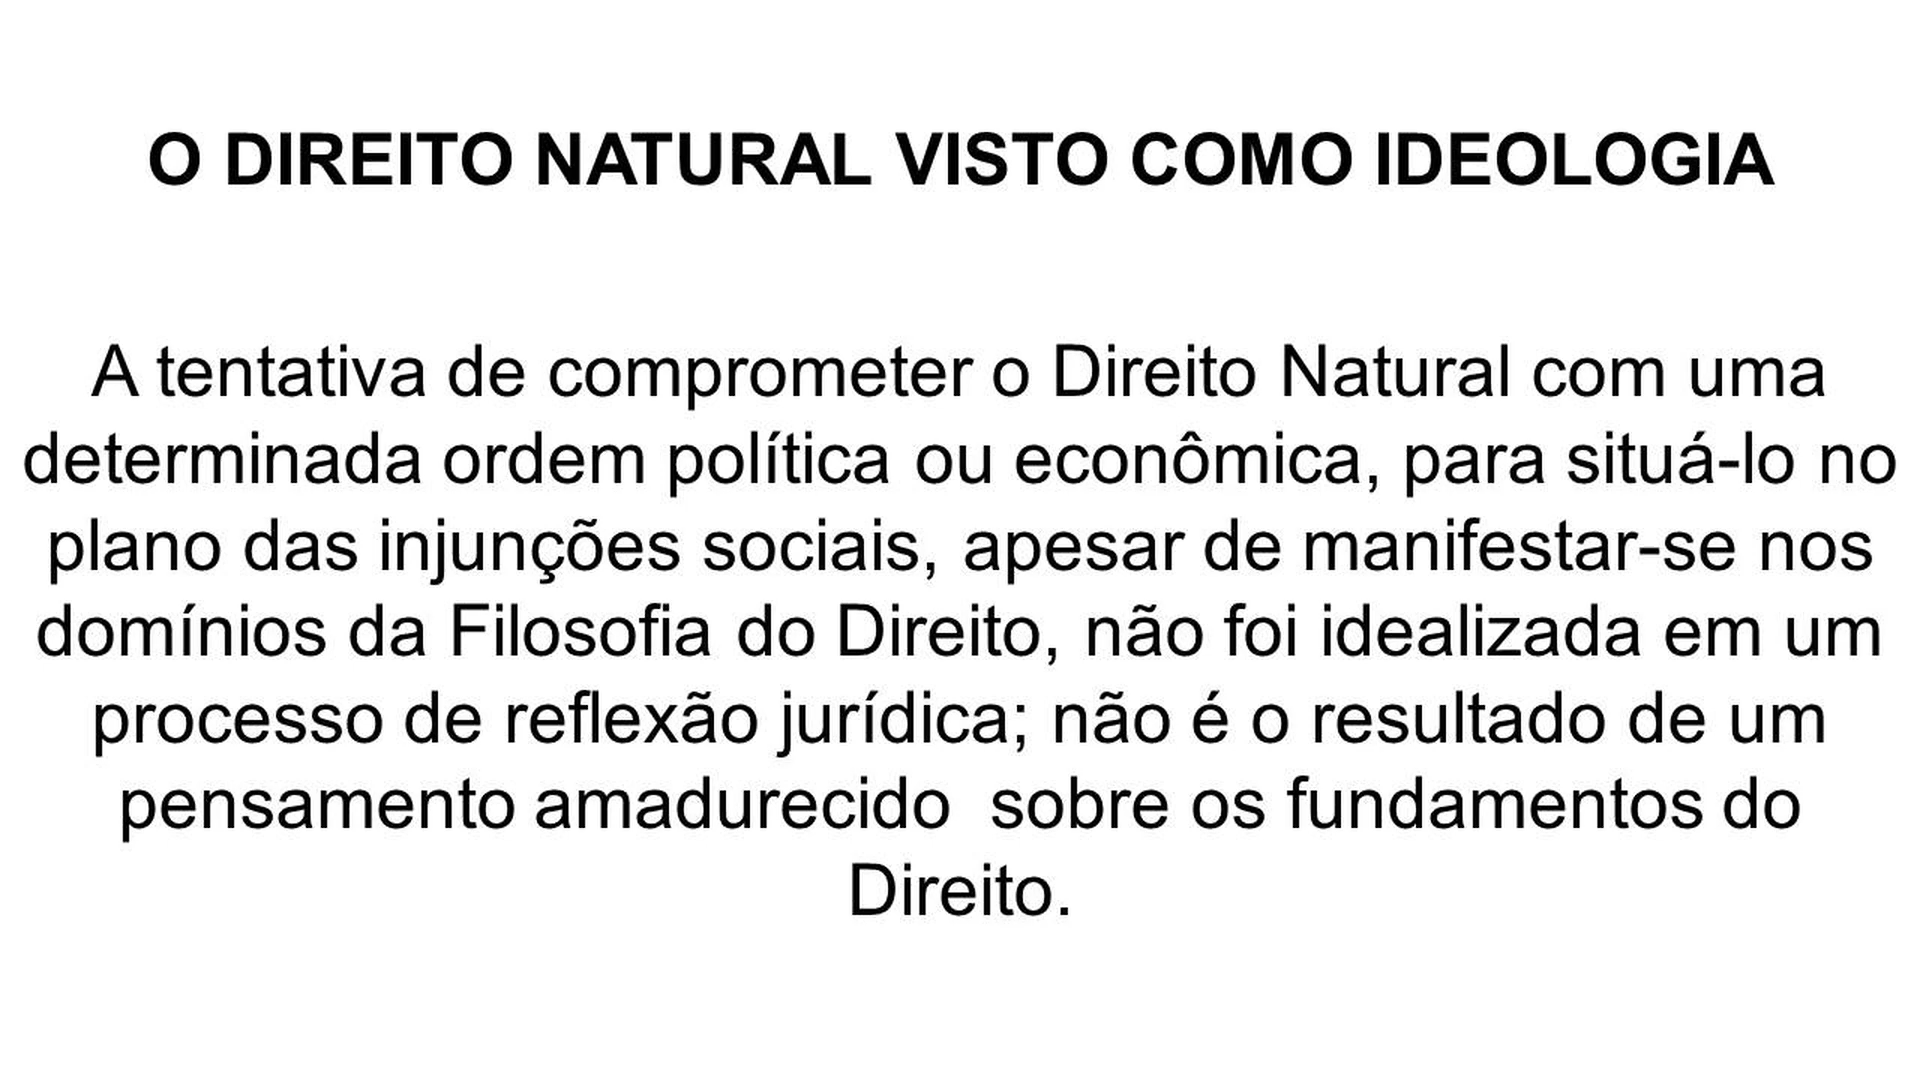 O DIREITO NATURAL VISTO COMO IDEOLOGIA
A tentativa de comprometer o Direito Natural com uma
determinada ordem política ou econômica, para situá-lo no
plano das injunções sociais, apesar de manifestar-se nos
domínios da Filosofia do Direito, não foi idealizada em um
processo de reflexão jurídica; não é o resultado de um
pensamento amadurecido  sobre os fundamentos do
Direito.